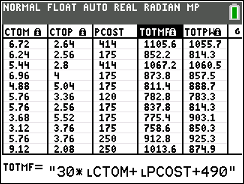 NORMAL FLOAT AUTO REAL RADIAN MP
CTOM CTOP PCOST TOTMF TOTPW 6
6.72 2.64 414 1105.6 1055.7
6.24 2.56 175 852.2 814.3
5.44 2.8 414 1067.2 1060.5
6.96 4 175 873.8 857.5
4.88 5.04 175 811.4 888.7
5.76 3.36 120 782.8 783.3
5.76 2.56 175 837.8 814.3
3.68 5.52 175 775.4 903.1
3.12 3.76 175 758.6 850.3
5.76 3.76 250 912.8 925.3
9.12 2.08 250 1013.6 874.9
TOTMF= "30* ʟCTOM+ ʟPCOST+490"